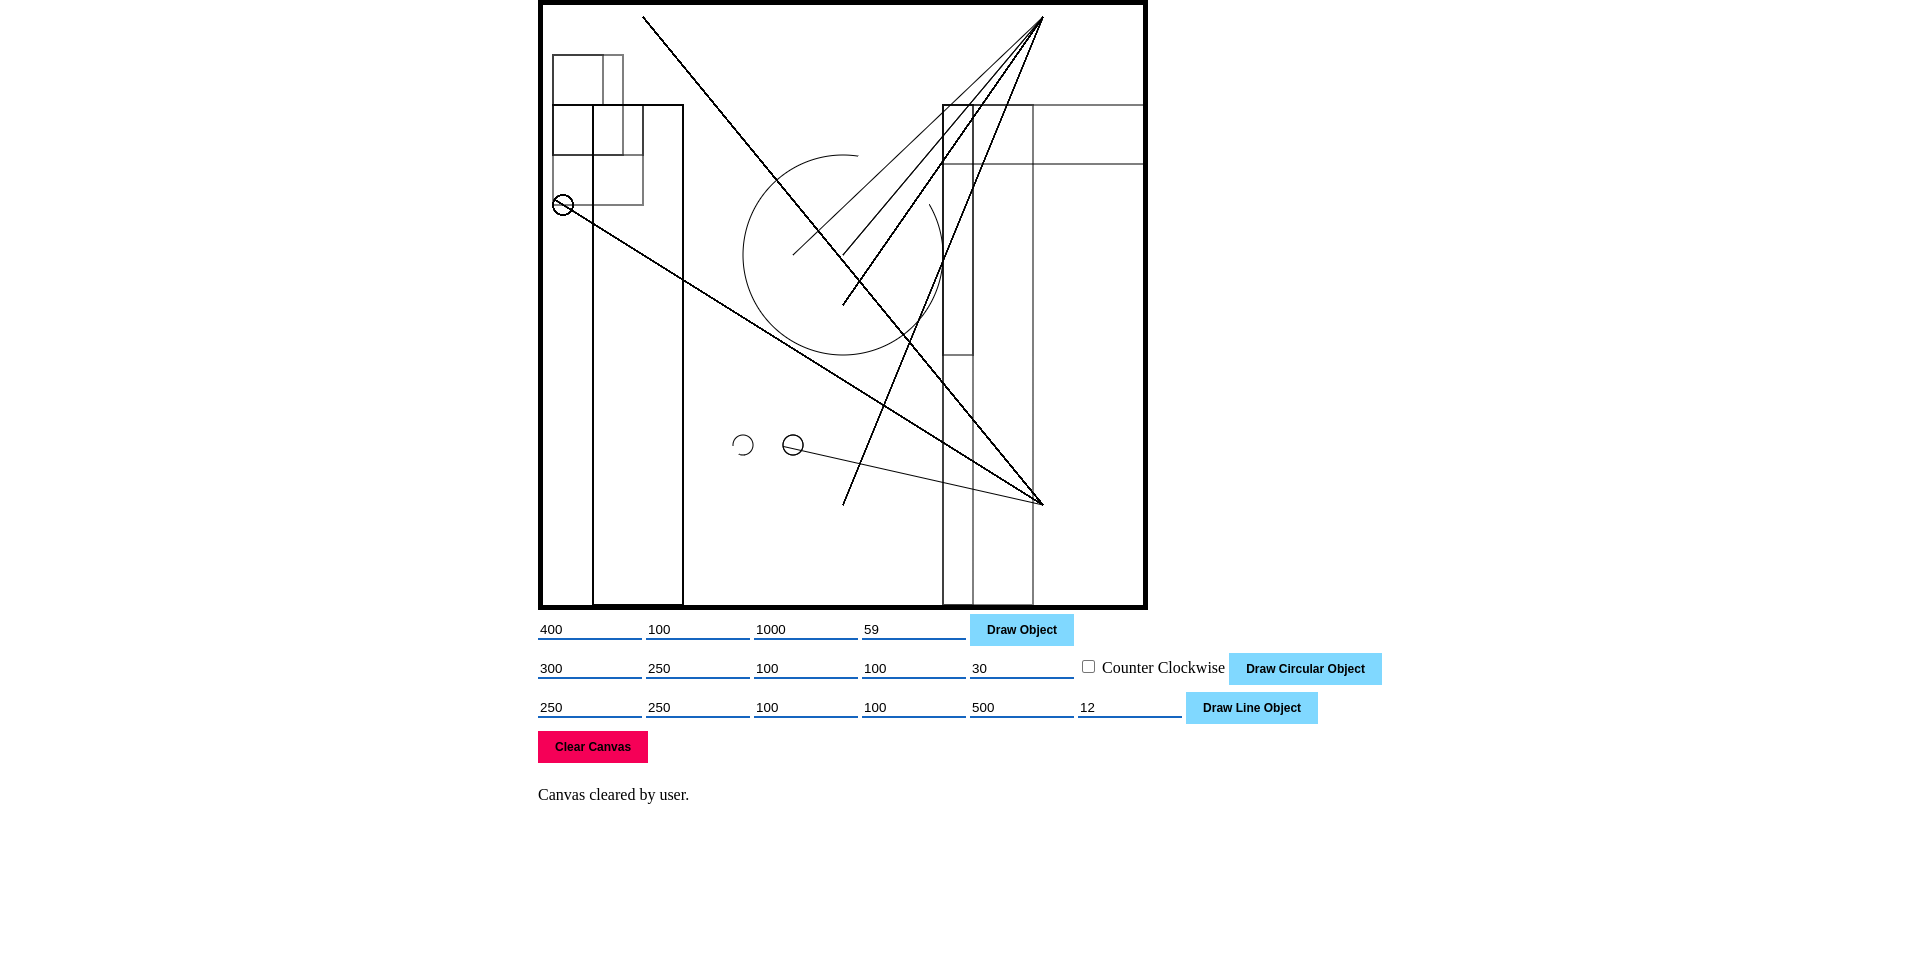 400 100 1000 59 Draw Object
300 250 100 100 30 Counter Clockwise Draw Circular Object
250 250 100 100 500 12 Draw Line Object
Clear Canvas
Canvas cleared by user.